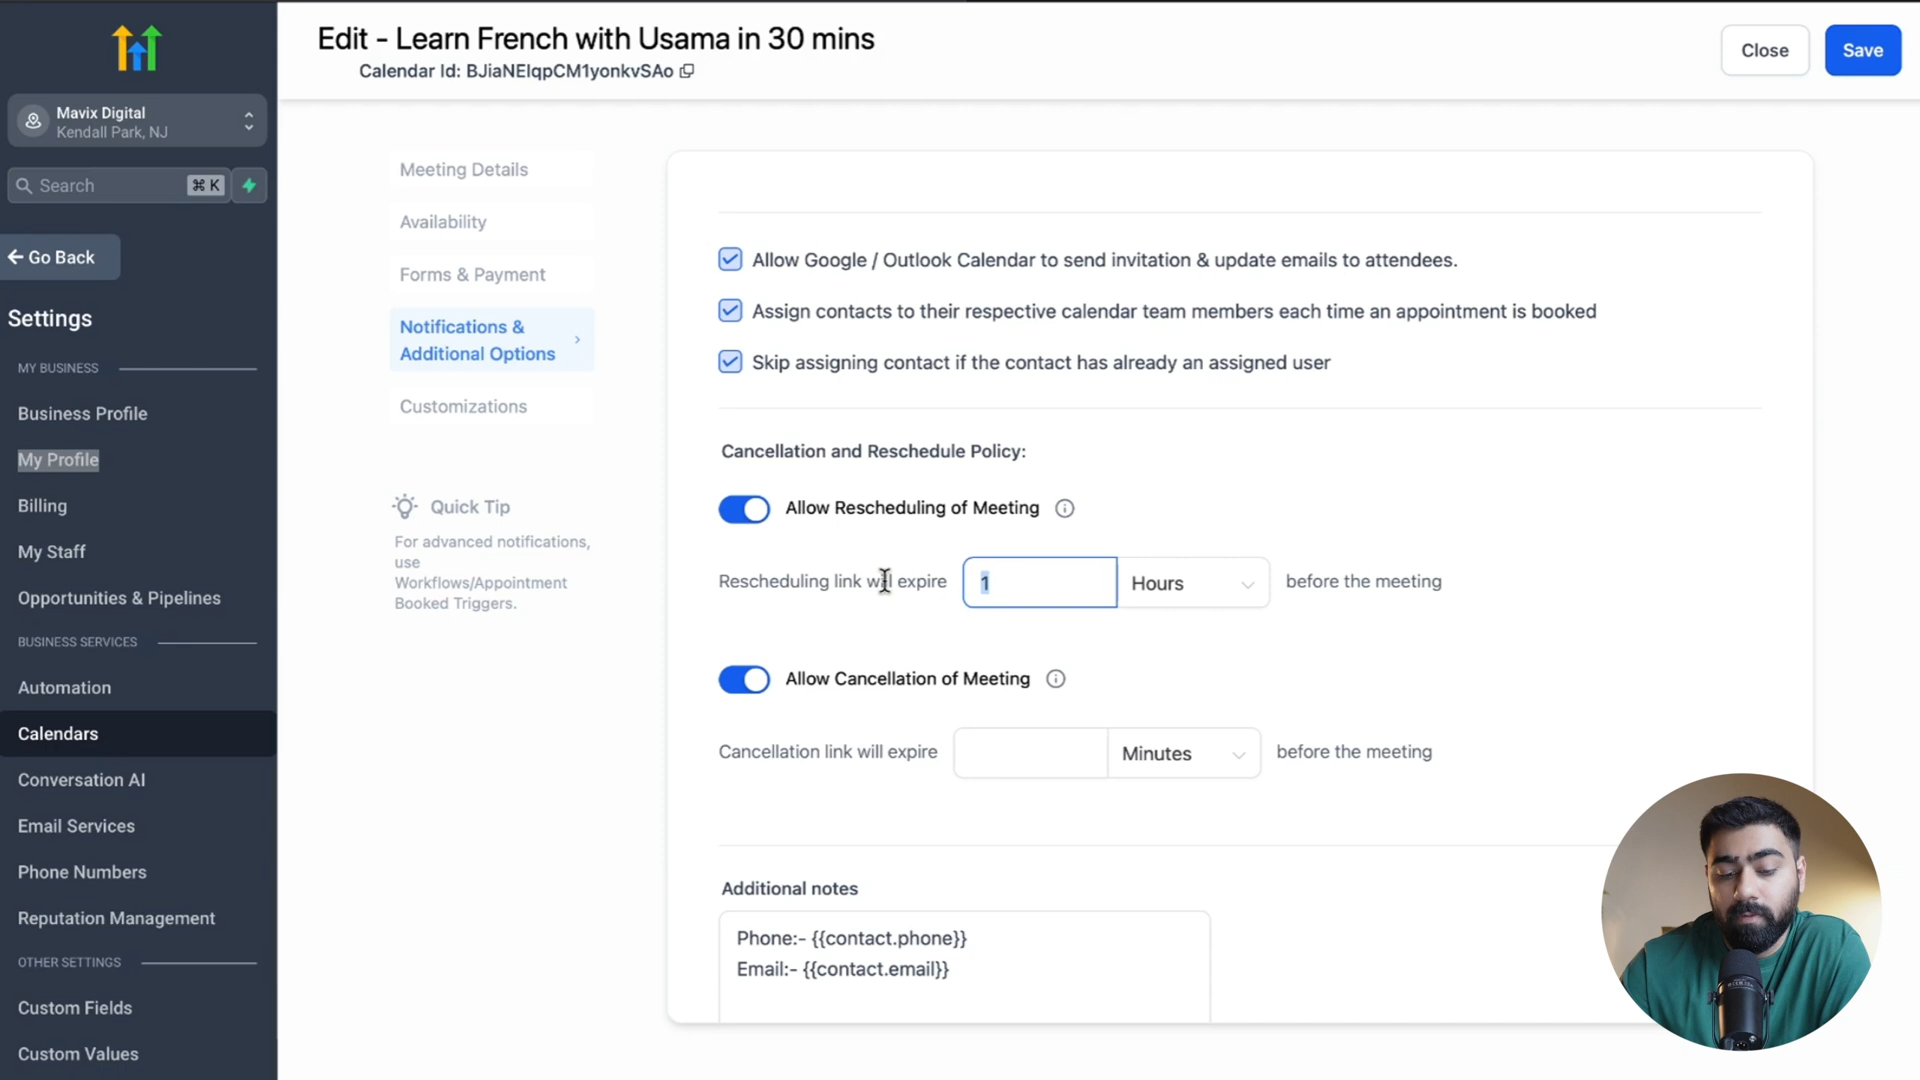 Edit - Learn French with Usama in 30 mins
Calendar Id: BJiaNEIqpCM1yonkvSAo
Close
Save
Mavix Digital
Kendall Park, NJ
Search
⌘ K
Go Back
Settings
MY BUSINESS
Business Profile
My Profile
Billing
My Staff
Opportunities & Pipelines
BUSINESS SERVICES
Automation
Calendars
Conversation AI
Email Services
Phone Numbers
Reputation Management
OTHER SETTINGS
Custom Fields
Custom Values
Meeting Details
Availability
Forms & Payment
Notifications &
Additional Options
Customizations
Quick Tip
For advanced notifications,
use
Workflows/Appointment
Booked Triggers.
Allow Google / Outlook Calendar to send invitation & update emails to attendees.
Assign contacts to their respective calendar team members each time an appointment is booked
Skip assigning contact if the contact has already an assigned user
Cancellation and Reschedule Policy:
Allow Rescheduling of Meeting
Rescheduling link will expire 1 Hours before the meeting
Allow Cancellation of Meeting
Cancellation link will expire Minutes before the meeting
Additional notes
Phone:- {{contact.phone}}
Email:- {{contact.email}}